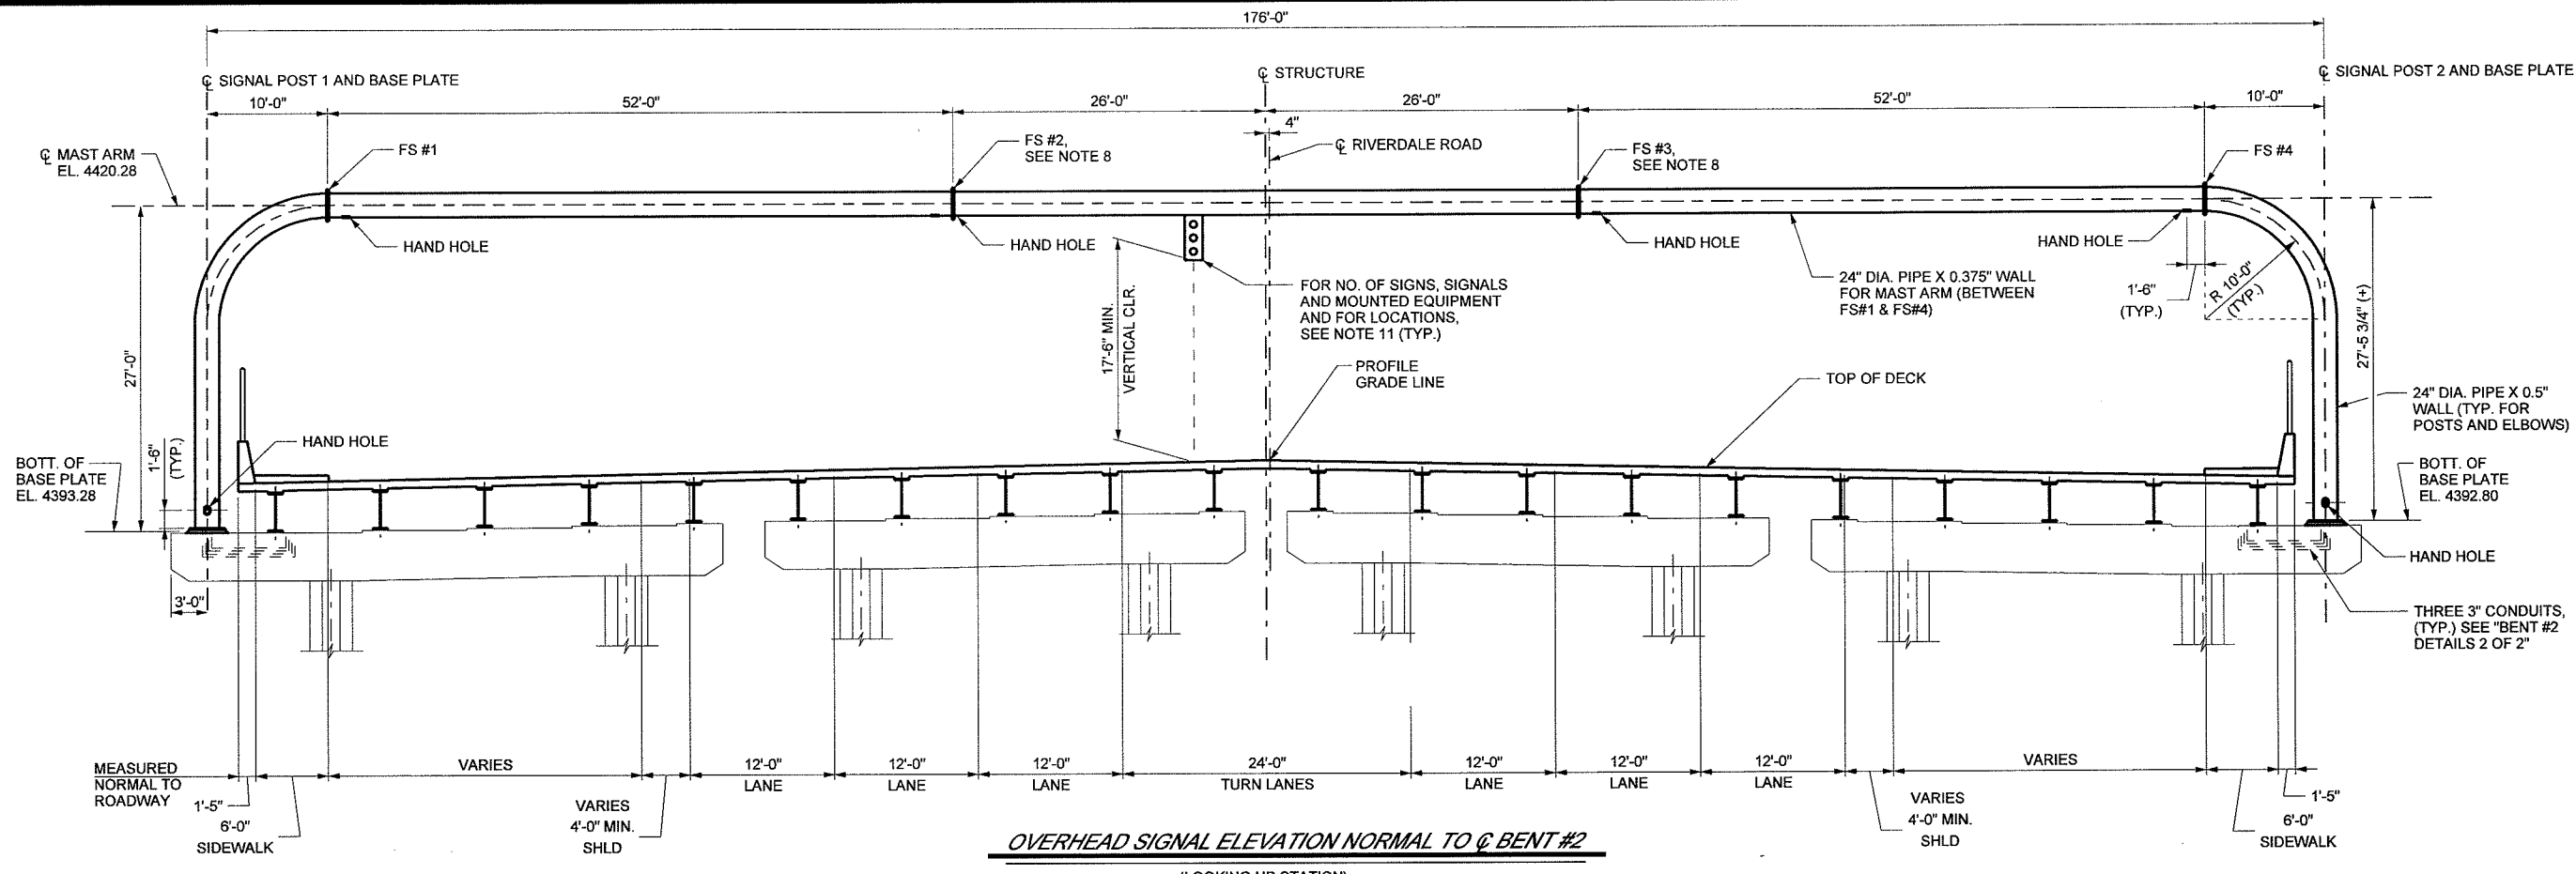 176'-0"
℄ SIGNAL POST 1 AND BASE PLATE
℄ STRUCTURE
℄ SIGNAL POST 2 AND BASE PLATE
10'-0"
52'-0"
26'-0"
26'-0"
52'-0"
10'-0"
4"
℄ MAST ARM
EL. 4420.28
FS #1
FS #2,
SEE NOTE 8
℄ RIVERDALE ROAD
FS #3,
SEE NOTE 8
FS #4
HAND HOLE
HAND HOLE
HAND HOLE
HAND HOLE
FOR NO. OF SIGNS, SIGNALS
AND MOUNTED EQUIPMENT
AND FOR LOCATIONS,
SEE NOTE 11 (TYP.)
24" DIA. PIPE X 0.375" WALL
FOR MAST ARM (BETWEEN
FS#1 & FS#4)
1'-6"
(TYP.)
R 10'-0"
(TYP.)
27'-0"
17'-6" MIN.
VERTICAL CLR.
27'-5 3/4" (+)
PROFILE
GRADE LINE
TOP OF DECK
24" DIA. PIPE X 0.5"
WALL (TYP. FOR
POSTS AND ELBOWS)
HAND HOLE
1'-6"
(TYP.)
BOTT. OF
BASE PLATE
EL. 4393.28
BOTT. OF
BASE PLATE
EL. 4392.80
HAND HOLE
3'-0"
THREE 3" CONDUITS,
(TYP.) SEE "BENT #2
DETAILS 2 OF 2"
MEASURED
NORMAL TO
ROADWAY
1'-5"
6'-0"
SIDEWALK
VARIES
VARIES
4'-0" MIN.
SHLD
12'-0"
LANE
12'-0"
LANE
12'-0"
LANE
24'-0"
TURN LANES
12'-0"
LANE
12'-0"
LANE
12'-0"
LANE
VARIES
4'-0" MIN.
SHLD
VARIES
1'-5"
6'-0"
SIDEWALK
OVERHEAD SIGNAL ELEVATION NORMAL TO ℄ BENT #2
(LOOKING UP STATION)